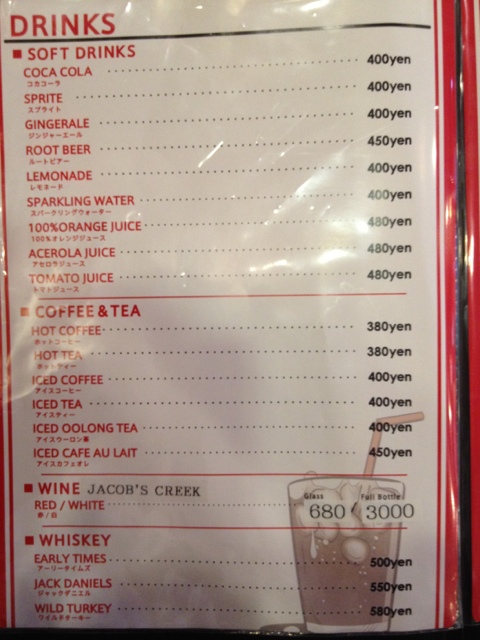 DRINKS
■ SOFT DRINKS
COCA COLA 400yen
コカコーラ
SPRITE 400yen
スプライト
GINGERALE 400yen
ジンジャーエール
ROOT BEER 450yen
ルートビアー
LEMONADE 400yen
レモネード
SPARKLING WATER 400yen
スパークリングウォーター
100%ORANGE JUICE 480yen
100%オレンジジュース
ACEROLA JUICE 480yen
アセロラジュース
TOMATO JUICE 480yen
トマトジュース
■ COFFEE & TEA
HOT COFFEE 380yen
ホットコーヒー
HOT TEA 380yen
ホットティー
ICED COFFEE 400yen
アイスコーヒー
ICED TEA 400yen
アイスティー
ICED OOLONG TEA 400yen
アイスウーロン茶
ICED CAFE AU LAIT 450yen
アイスカフェオレ
■ WINE JACOB'S CREEK
Glass Full Bottle
RED / WHITE 680 / 3000
赤 / 白
■ WHISKEY
EARLY TIMES 500yen
アーリータイムズ
JACK DANIELS 550yen
ジャックダニエル
WILD TURKEY 580yen
ワイルドターキー